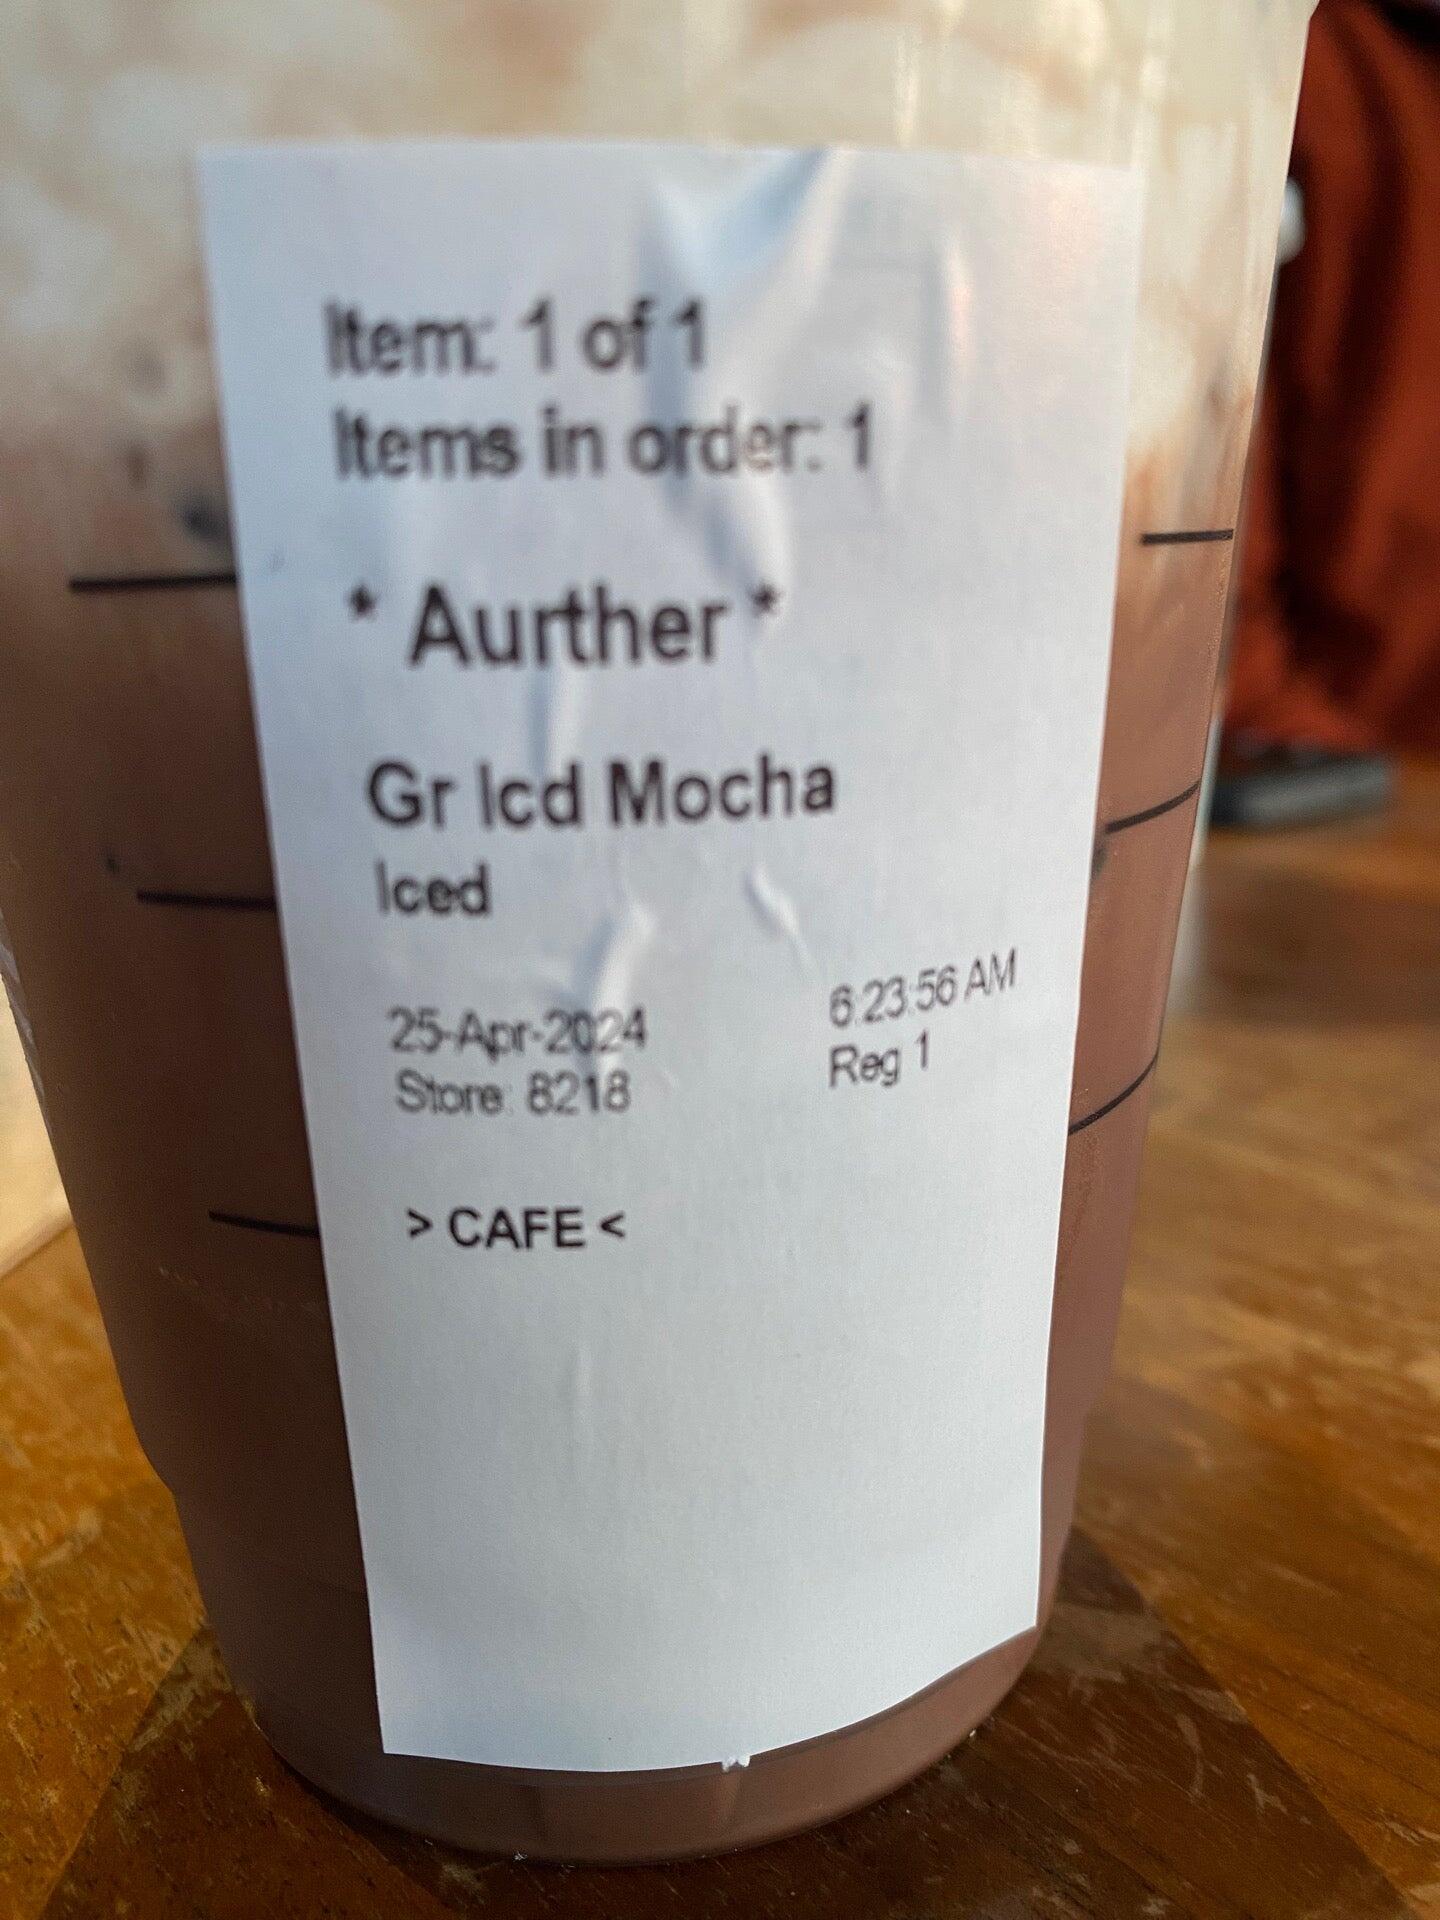 Item: 1 of 1
Items in order: 1
* Aurther *
Gr Icd Mocha
Iced
25-Apr-2024 6:23:56 AM
Store: 8218 Reg 1
> CAFE <